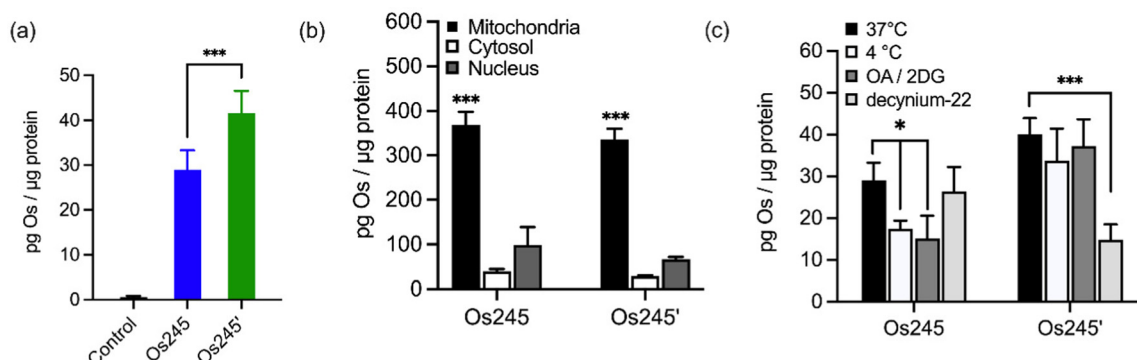 (a)
pg Os / µg protein
50
40
30
20
10
0
***
Control
Os245
Os245'
(b)
pg Os / µg protein
600
500
400
300
200
100
0
Mitochondria
Cytosol
Nucleus
***
***
Os245
Os245'
(c)
pg Os / µg protein
60
50
40
30
20
10
0
37°C
4 °C
OA / 2DG
decynium-22
*
***
Os245
Os245'